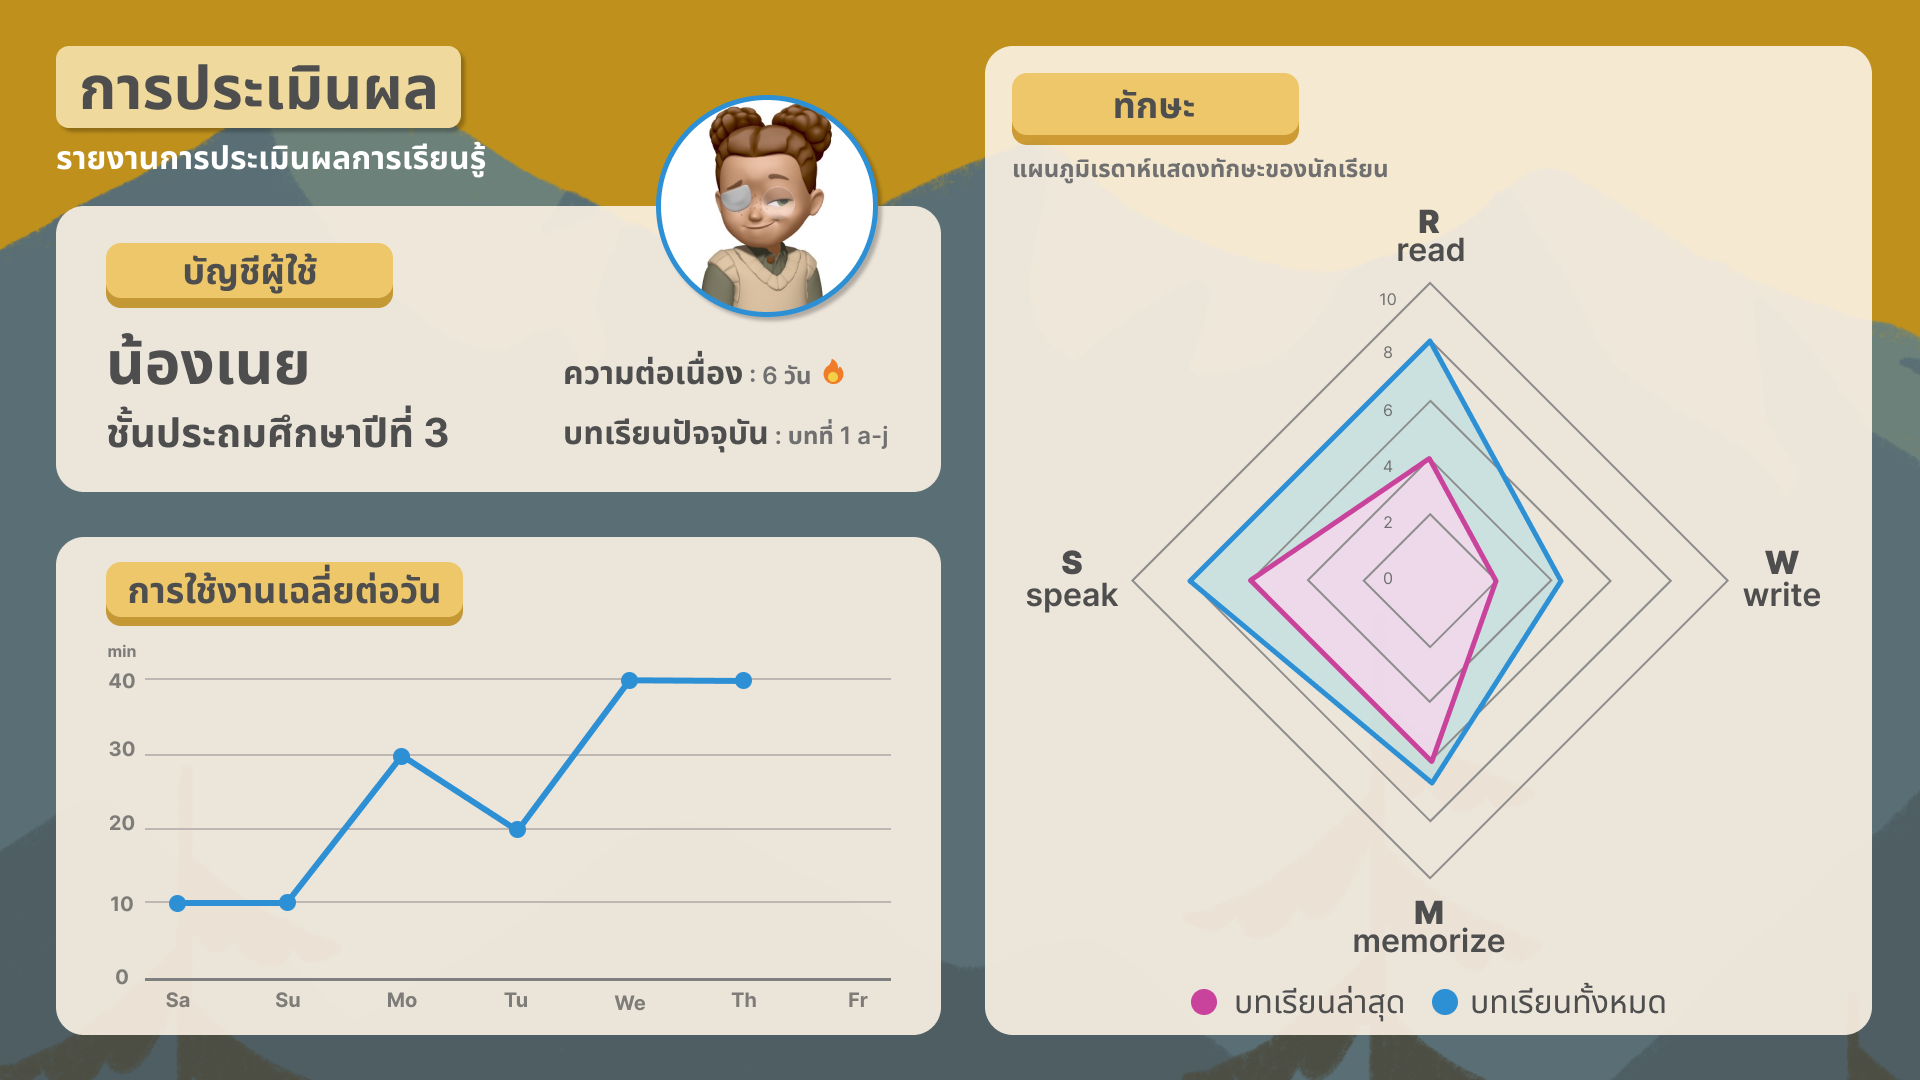 การประเมินผล
รายงานการประเมินผลการเรียนรู้
บัญชีผู้ใช้
น้องเนย
ชั้นประถมศึกษาปีที่ 3
ความต่อเนื่อง : 6 วัน
บทเรียนปัจจุบัน : บทที่ 1 a-j
การใช้งานเฉลี่ยต่อวัน
min
40
30
20
10
0
Sa Su Mo Tu We Th Fr
ทักษะ
แผนภูมิเรดาห์แสดงทักษะของนักเรียน
R
read
10
8
6
4
2
0
S
speak
W
write
M
memorize
บทเรียนล่าสุด บทเรียนทั้งหมด